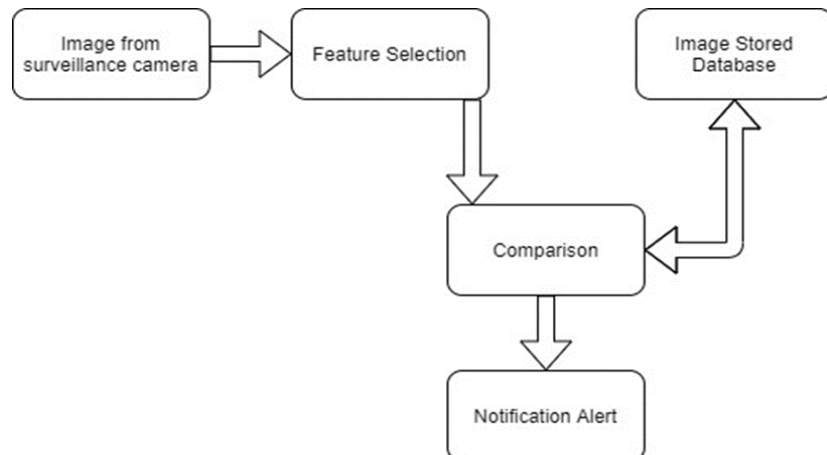 Image from
surveillance camera
Feature Selection
Image Stored
Database
Comparison
Notification Alert